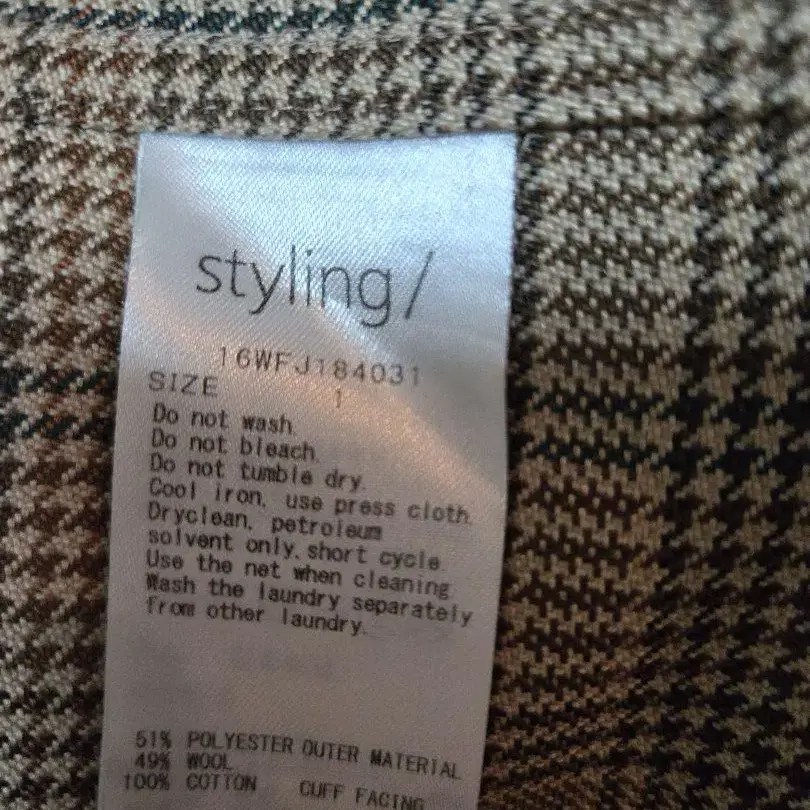 styling/
16WFJ184031
SIZE 1
Do not wash.
Do not bleach.
Do not tumble dry.
Cool iron, use press cloth.
Dryclean, petroleum
solvent only, short cycle.
Use the net when cleaning.
Wash the laundry separately
from other laundry.
51% POLYESTER OUTER MATERIAL
49% WOOL
100% COTTON CUFF FACING